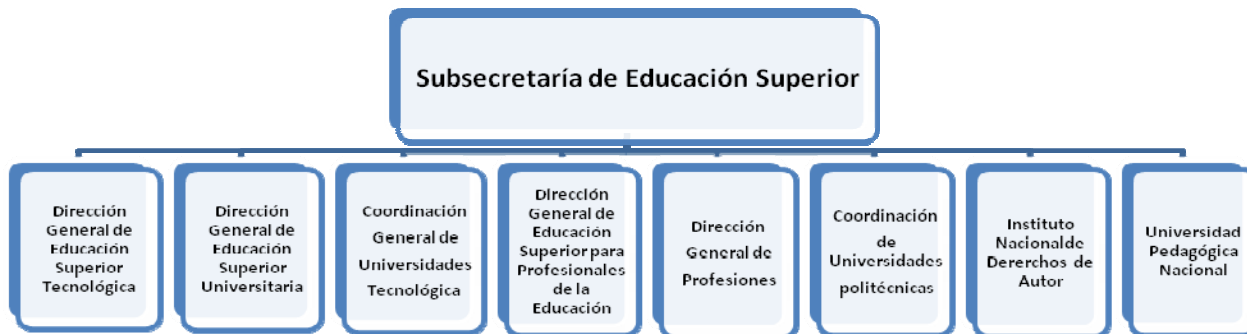 Subsecretaría de Educación Superior
Dirección
General de
Educación
Superior
Tecnológica
Dirección
General de
Educación
Superior
Universitaria
Coordinación
General de
Universidades
Tecnológica
Dirección
General de
Educación
Superior para
Profesionales
de la
Educación
Dirección
General de
Profesiones
Coordinación
de
Universidades
politécnicas
Instituto
Nacionalde
Dererchos de
Autor
Universidad
Pedagógica
Nacional